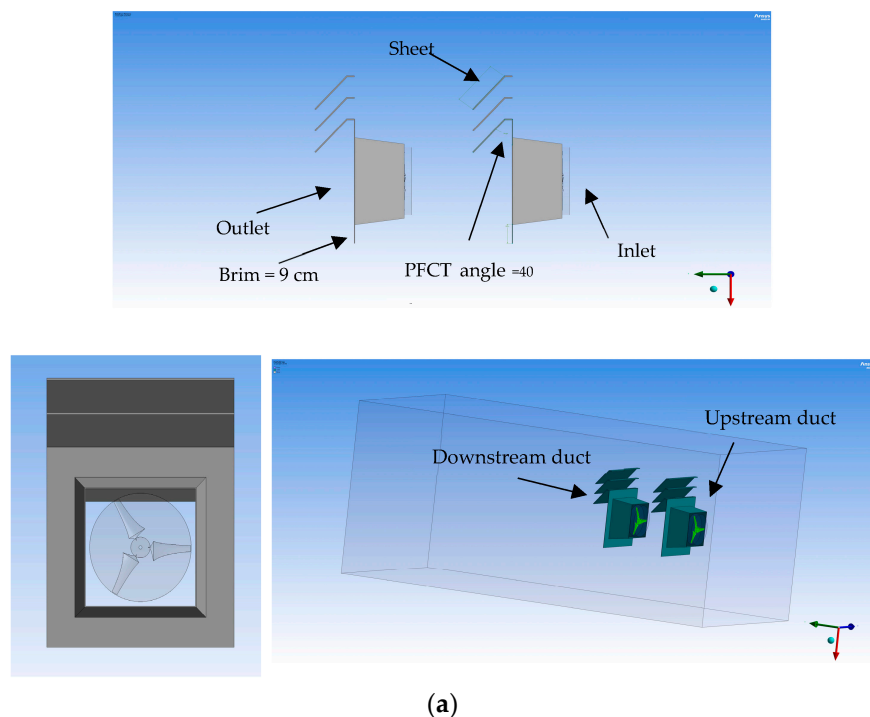 Sheet
Outlet
Inlet
Brim = 9 cm
PFCT angle =40
Upstream duct
Downstream duct
(a)